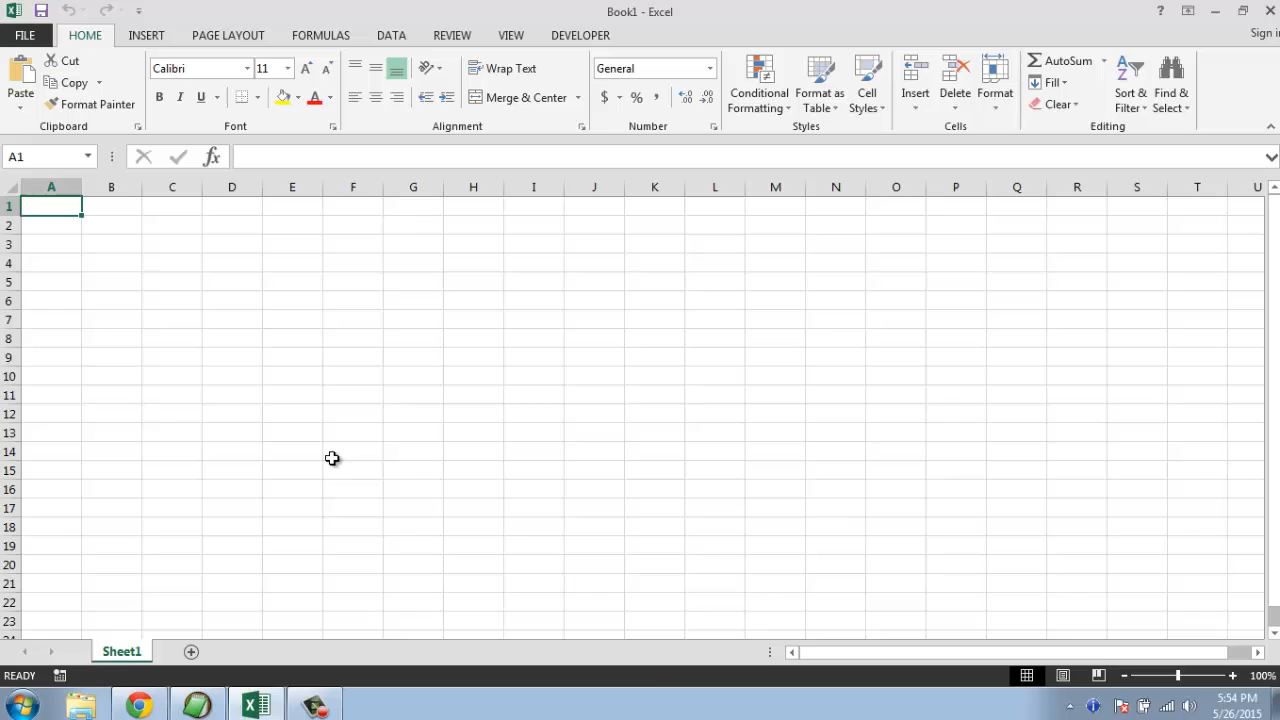 Book1 - Excel
?
FILE HOME INSERT PAGE LAYOUT FORMULAS DATA REVIEW VIEW DEVELOPER
Sign in
Paste
Cut
Copy
Format Painter
Clipboard
Calibri 11
B I U
Font
Wrap Text
Merge & Center
Alignment
General
$ % ,
Number
Conditional Formatting
Format as Table
Cell Styles
Styles
Insert
Delete
Format
Cells
AutoSum
Fill
Clear
Sort & Filter
Find & Select
Editing
A1
fx
A B C D E F G H I J K L M N O P Q R S T U
1
2
3
4
5
6
7
8
9
10
11
12
13
14
15
16
17
18
19
20
21
22
23
24
Sheet1
READY
100%
5:54 PM
5/26/2015